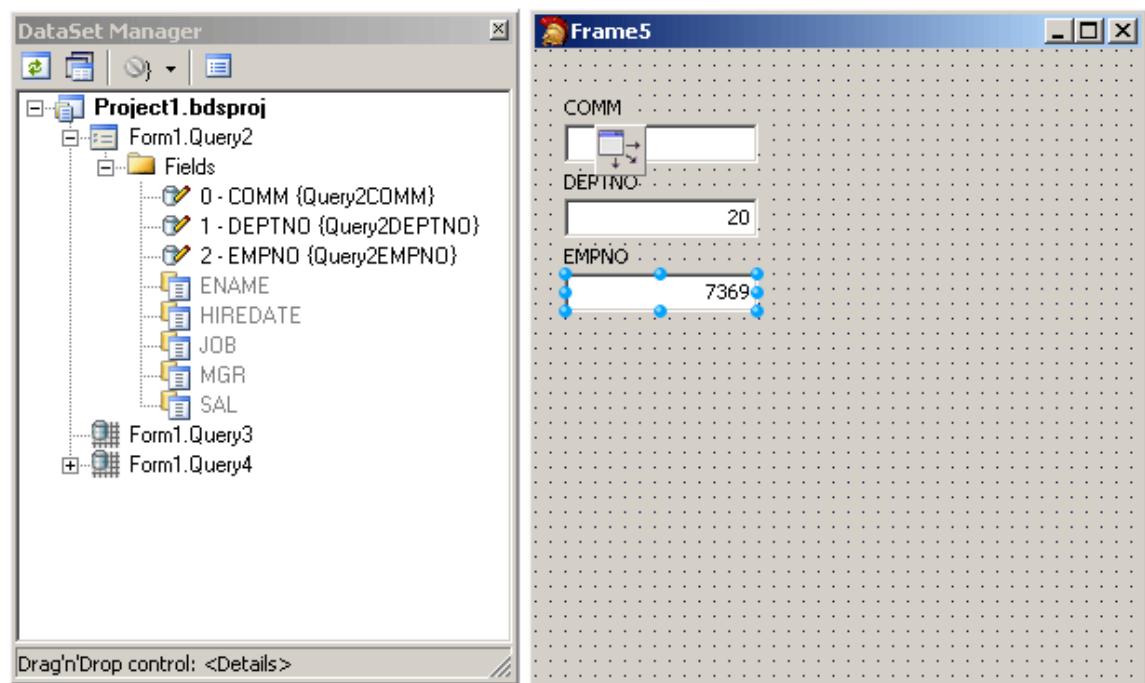 DataSet Manager
Project1.bdsproj
Form1.Query2
Fields
0 - COMM {Query2COMM}
1 - DEPTNO {Query2DEPTNO}
2 - EMPNO {Query2EMPNO}
ENAME
HIREDATE
JOB
MGR
SAL
Form1.Query3
Form1.Query4
Drag'n'Drop control: <Details>
Frame5
COMM
DEPTNO
20
EMPNO
7369